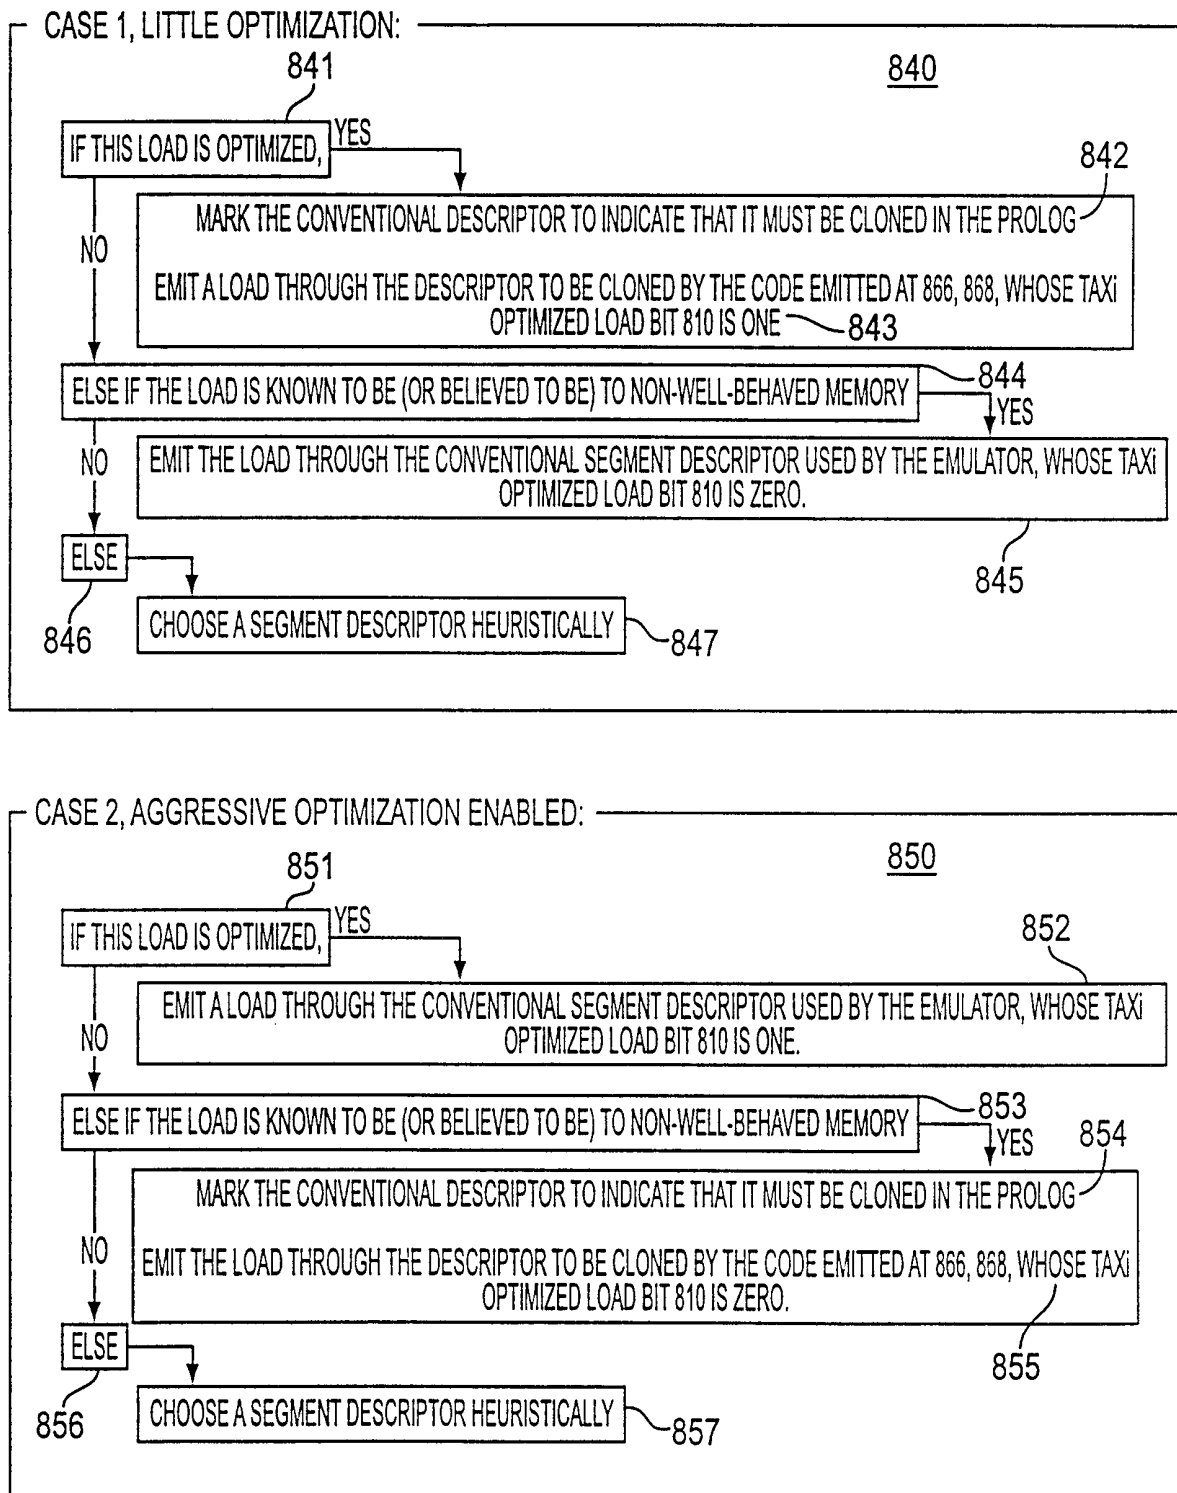 CASE 1, LITTLE OPTIMIZATION:
840
841
IF THIS LOAD IS OPTIMIZED,
YES
842
MARK THE CONVENTIONAL DESCRIPTOR TO INDICATE THAT IT MUST BE CLONED IN THE PROLOG
NO
EMIT A LOAD THROUGH THE DESCRIPTOR TO BE CLONED BY THE CODE EMITTED AT 866, 868, WHOSE TAXi
OPTIMIZED LOAD BIT 810 IS ONE
843
ELSE IF THE LOAD IS KNOWN TO BE (OR BELIEVED TO BE) TO NON-WELL-BEHAVED MEMORY
844
YES
NO
EMIT THE LOAD THROUGH THE CONVENTIONAL SEGMENT DESCRIPTOR USED BY THE EMULATOR, WHOSE TAXi
OPTIMIZED LOAD BIT 810 IS ZERO.
845
ELSE
846
CHOOSE A SEGMENT DESCRIPTOR HEURISTICALLY
847
CASE 2, AGGRESSIVE OPTIMIZATION ENABLED:
850
851
IF THIS LOAD IS OPTIMIZED,
YES
852
EMIT A LOAD THROUGH THE CONVENTIONAL SEGMENT DESCRIPTOR USED BY THE EMULATOR, WHOSE TAXi
OPTIMIZED LOAD BIT 810 IS ONE.
NO
ELSE IF THE LOAD IS KNOWN TO BE (OR BELIEVED TO BE) TO NON-WELL-BEHAVED MEMORY
853
YES
854
MARK THE CONVENTIONAL DESCRIPTOR TO INDICATE THAT IT MUST BE CLONED IN THE PROLOG
NO
EMIT THE LOAD THROUGH THE DESCRIPTOR TO BE CLONED BY THE CODE EMITTED AT 866, 868, WHOSE TAXi
OPTIMIZED LOAD BIT 810 IS ZERO.
855
ELSE
856
CHOOSE A SEGMENT DESCRIPTOR HEURISTICALLY
857